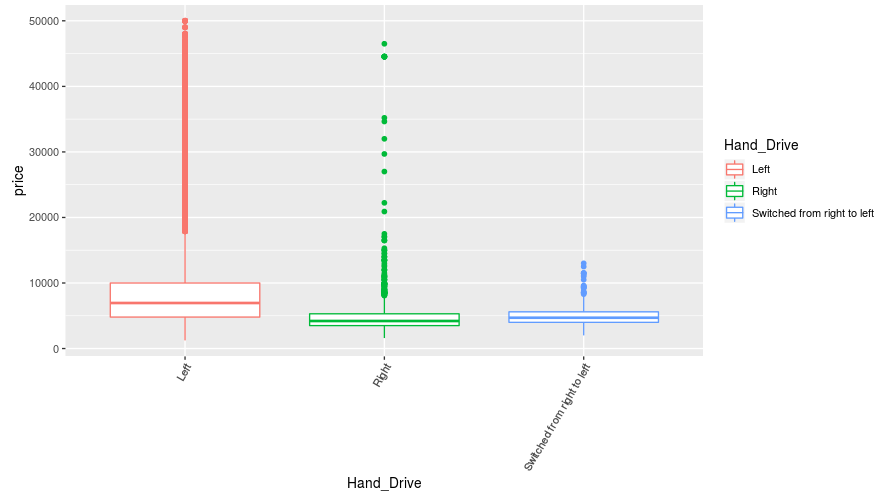 50000
40000
30000
20000
10000
0
price
Left
Right
Switched from right to left
Hand_Drive
Hand_Drive
Left
Right
Switched from right to left